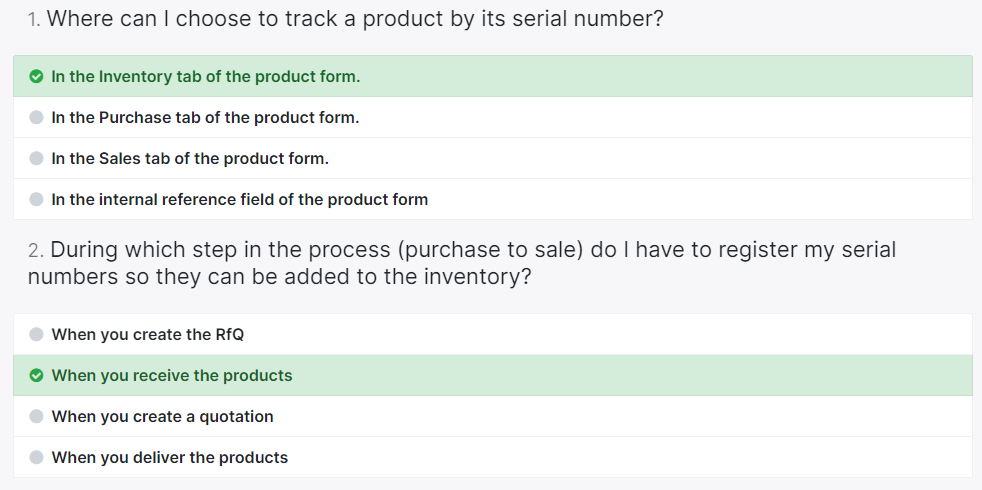 1. Where can I choose to track a product by its serial number?
In the Inventory tab of the product form.
In the Purchase tab of the product form.
In the Sales tab of the product form.
In the internal reference field of the product form
2. During which step in the process (purchase to sale) do I have to register my serial
numbers so they can be added to the inventory?
When you create the RfQ
When you receive the products
When you create a quotation
When you deliver the products